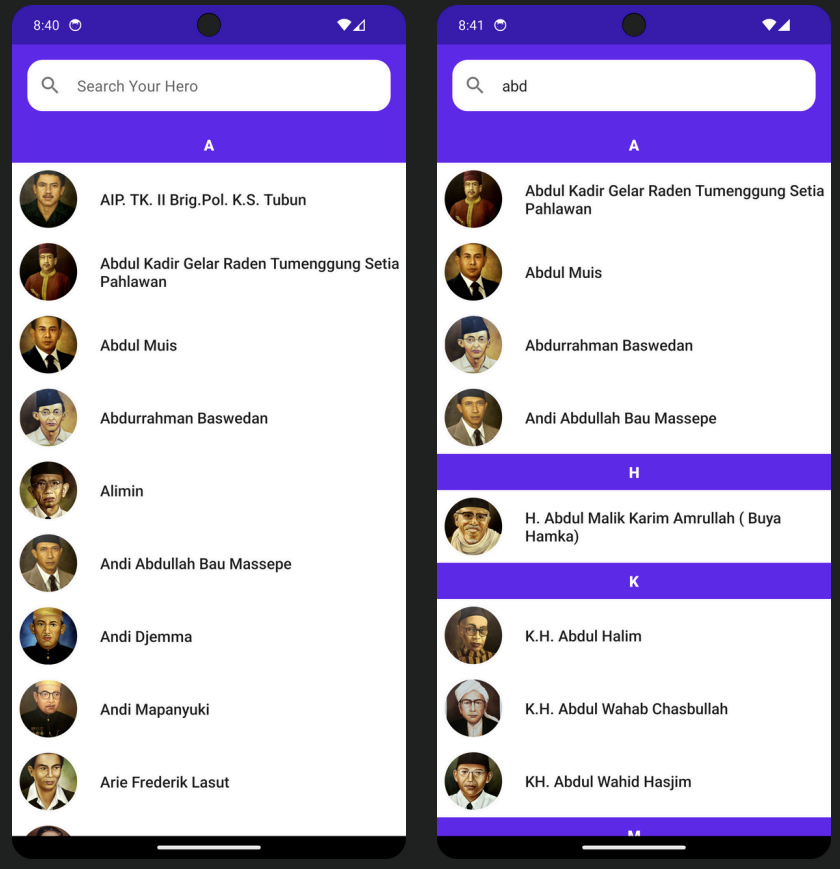 8:40
Search Your Hero
A
AIP. TK. II Brig.Pol. K.S. Tubun
Abdul Kadir Gelar Raden Tumenggung Setia
Pahlawan
Abdul Muis
Abdurrahman Baswedan
Alimin
Andi Abdullah Bau Massepe
Andi Djemma
Andi Mapanyuki
Arie Frederik Lasut
8:41
abd
A
Abdul Kadir Gelar Raden Tumenggung Setia
Pahlawan
Abdul Muis
Abdurrahman Baswedan
Andi Abdullah Bau Massepe
H
H. Abdul Malik Karim Amrullah ( Buya
Hamka)
K
K.H. Abdul Halim
K.H. Abdul Wahab Chasbullah
KH. Abdul Wahid Hasjim
M